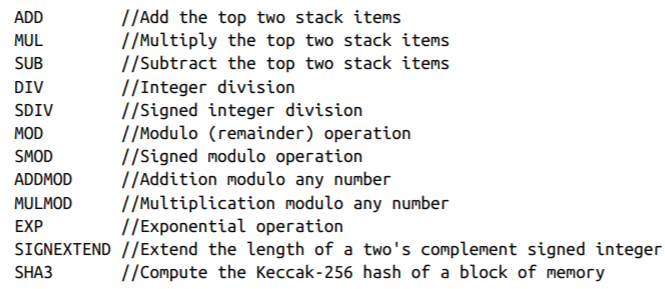 ADD //Add the top two stack items
MUL //Multiply the top two stack items
SUB //Subtract the top two stack items
DIV //Integer division
SDIV //Signed integer division
MOD //Modulo (remainder) operation
SMOD //Signed modulo operation
ADDMOD //Addition modulo any number
MULMOD //Multiplication modulo any number
EXP //Exponential operation
SIGNEXTEND //Extend the length of a two's complement signed integer
SHA3 //Compute the Keccak-256 hash of a block of memory